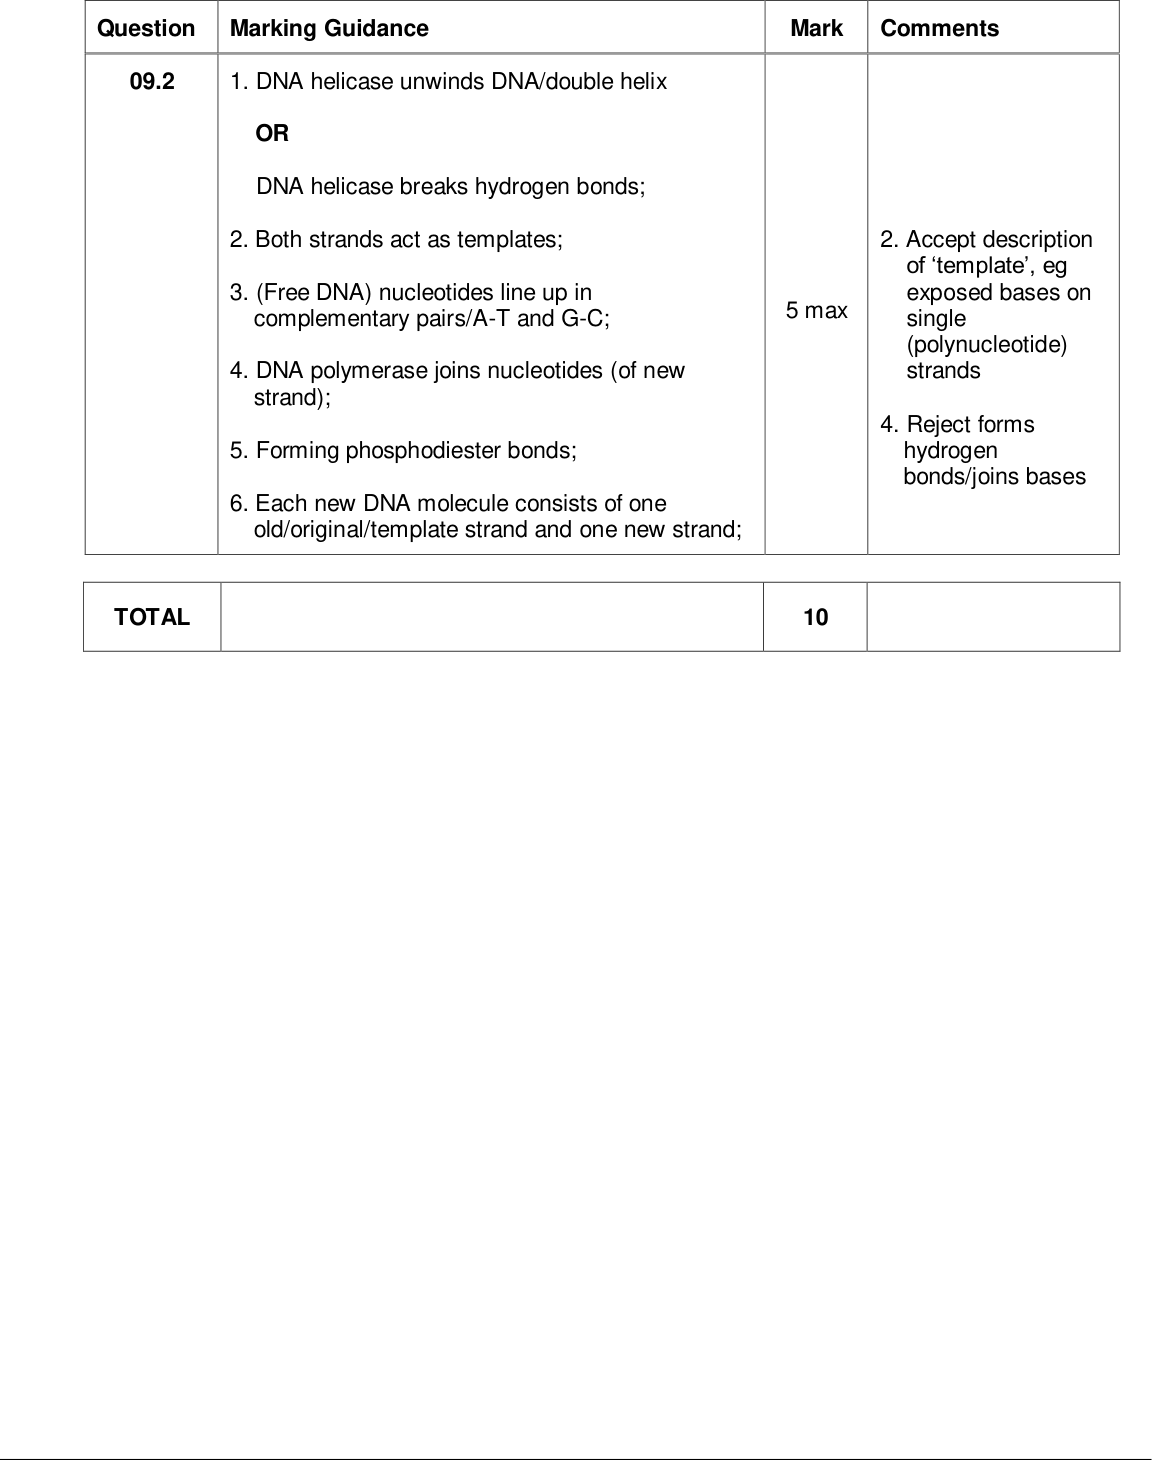 Question Marking Guidance Mark Comments
09.2
1. DNA helicase unwinds DNA/double helix
OR
DNA helicase breaks hydrogen bonds;
2. Both strands act as templates;
3. (Free DNA) nucleotides line up in
complementary pairs/A-T and G-C;
4. DNA polymerase joins nucleotides (of new
strand);
5. Forming phosphodiester bonds;
6. Each new DNA molecule consists of one
old/original/template strand and one new strand;
5 max
2. Accept description
of ‘template’, eg
exposed bases on
single
(polynucleotide)
strands
4. Reject forms
hydrogen
bonds/joins bases
TOTAL 10